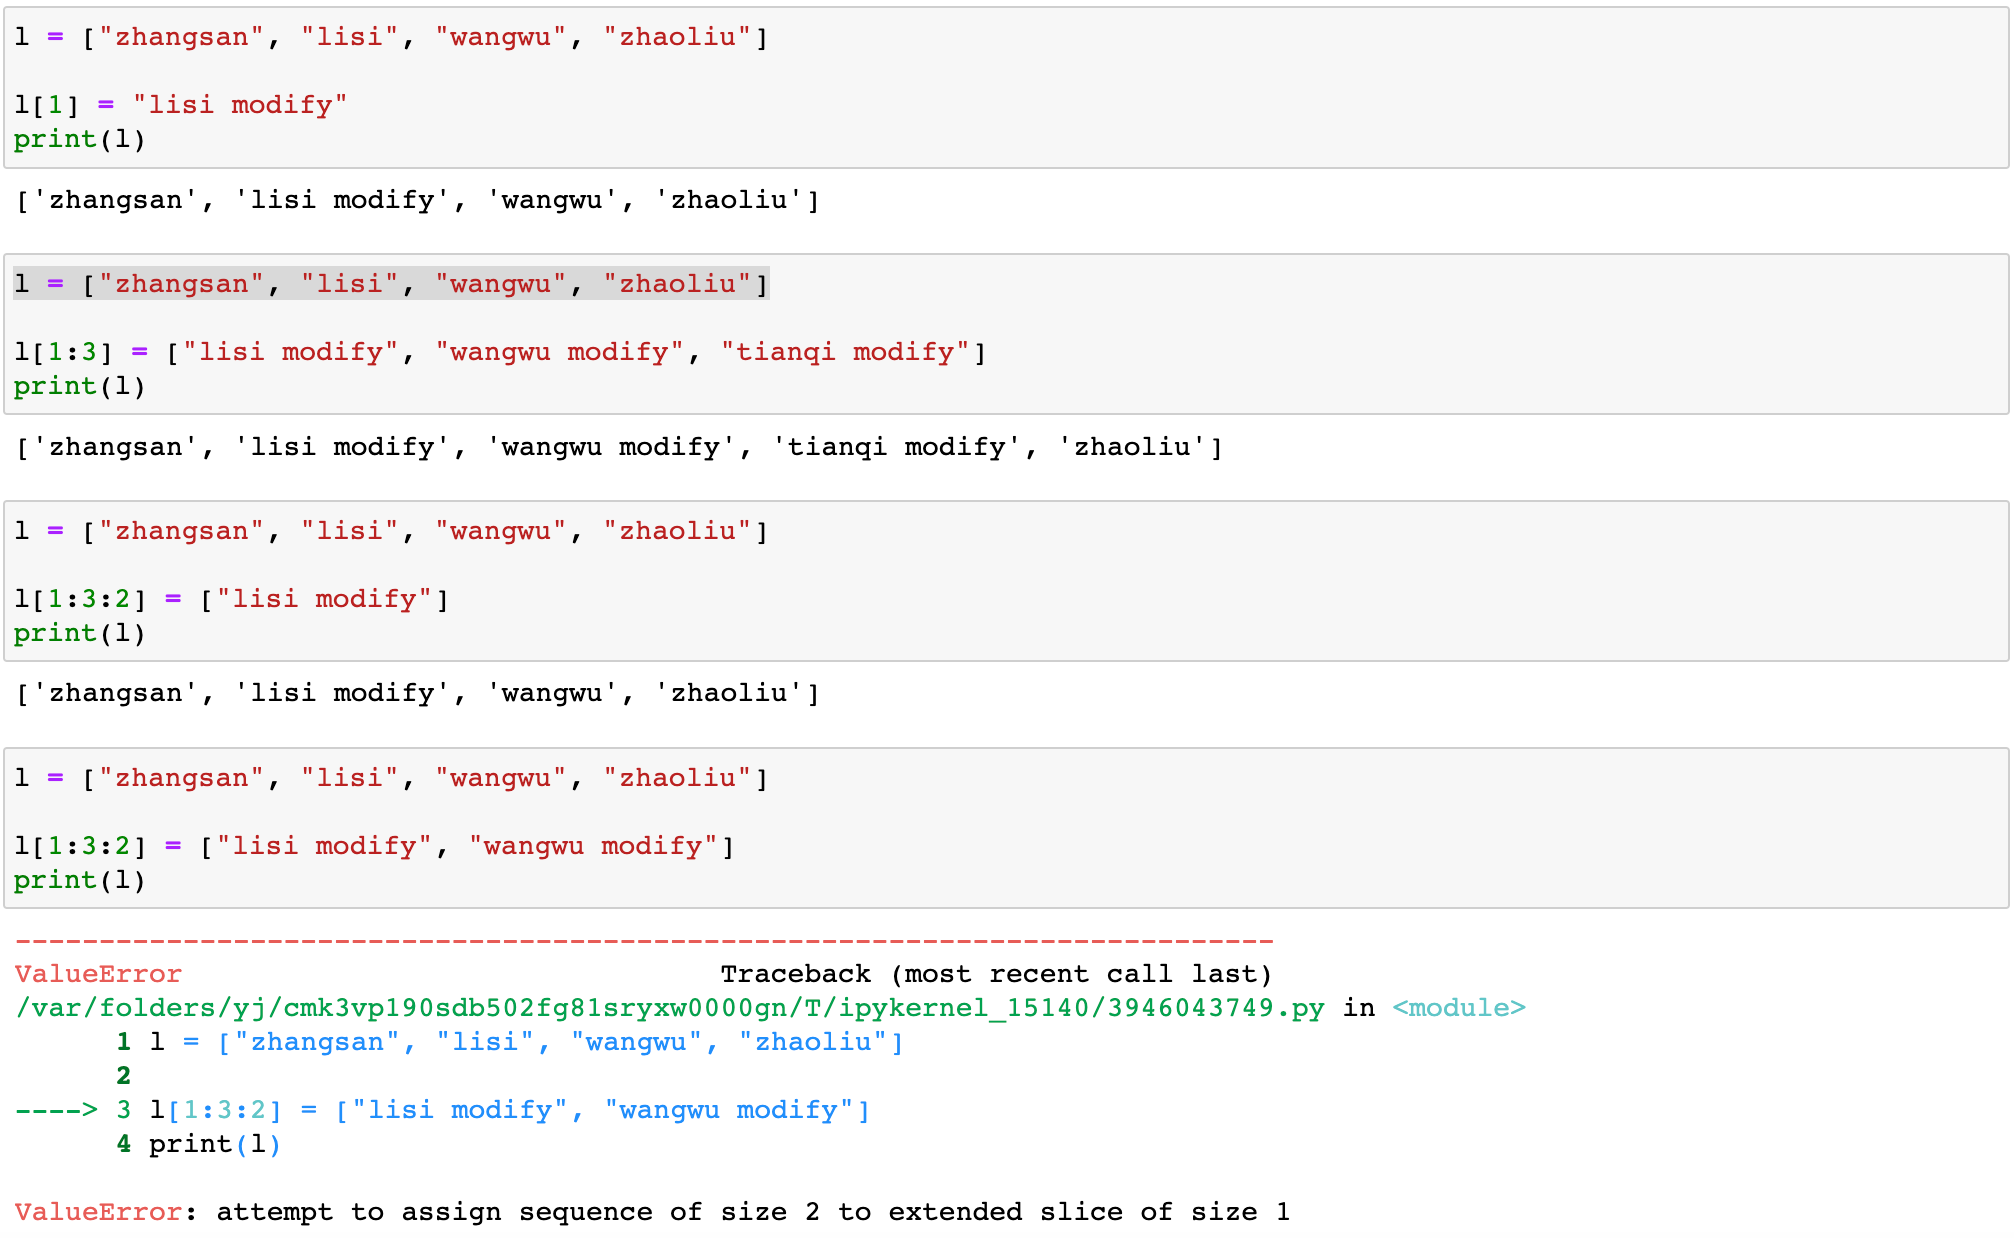 l = ["zhangsan", "lisi", "wangwu", "zhaoliu"]
l[1] = "lisi modify"
print(l)
['zhangsan', 'lisi modify', 'wangwu', 'zhaoliu']
l = ["zhangsan", "lisi", "wangwu", "zhaoliu"]
l[1:3] = ["lisi modify", "wangwu modify", "tianqi modify"]
print(l)
['zhangsan', 'lisi modify', 'wangwu modify', 'tianqi modify', 'zhaoliu']
l = ["zhangsan", "lisi", "wangwu", "zhaoliu"]
l[1:3:2] = ["lisi modify"]
print(l)
['zhangsan', 'lisi modify', 'wangwu', 'zhaoliu']
l = ["zhangsan", "lisi", "wangwu", "zhaoliu"]
l[1:3:2] = ["lisi modify", "wangwu modify"]
print(l)
---------------------------------------------------------------------------
ValueError                                Traceback (most recent call last)
/var/folders/yj/cmk3vp190sdb502fg81sryxw0000gn/T/ipykernel_15140/3946043749.py in <module>
      1 l = ["zhangsan", "lisi", "wangwu", "zhaoliu"]
      2
----> 3 l[1:3:2] = ["lisi modify", "wangwu modify"]
      4 print(l)
ValueError: attempt to assign sequence of size 2 to extended slice of size 1